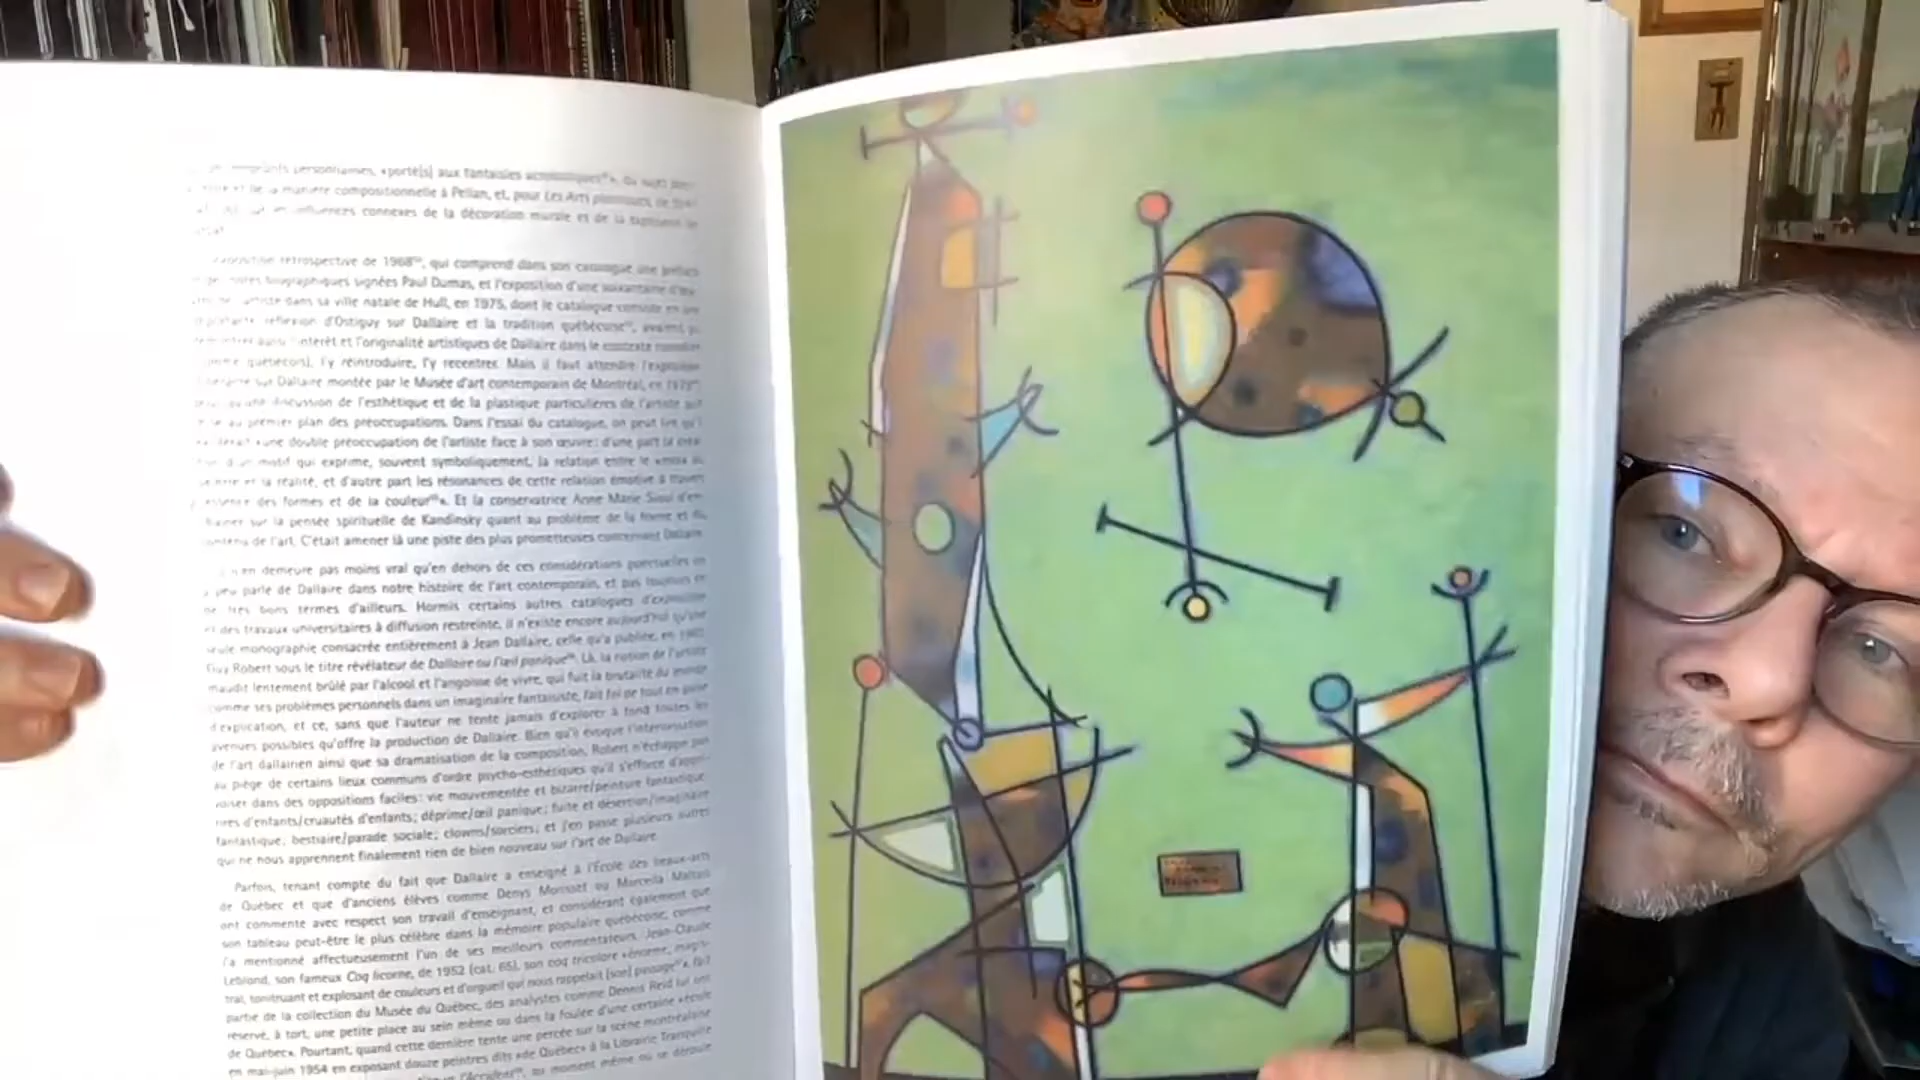 personnalités, «porté[s] aux fantaisies
manière compositionnelle à Pellan, et, pour Les Arts plastiques, de
influences connexes de la décoration murale et de la tapisserie
rétrospective de 1968, qui comprend dans son catalogue une préface
notes biographiques signées Paul Dumas, et l'exposition d'une soixantaine
dans sa ville natale de Hull, en 1975, dont le catalogue consiste en une
réflexion d'Ostiguy sur Dallaire et la tradition québécoise, avaient
intérêt et l'originalité artistiques de Dallaire dans le contexte
québécois), l'y réintroduire, l'y recentrer. Mais il faut attendre l'exposition
sur Dallaire montée par le Musée d'art contemporain de Montréal, en
discussion de l'esthétique et de la plastique particulières de l'artiste
au premier plan des préoccupations. Dans l'essai du catalogue, on peut lire qu'il
«une double préoccupation de l'artiste face à son œuvre: d'une part la
d'un motif qui exprime, souvent symboliquement, la relation entre le
et la réalité, et d'autre part les résonances de cette relation émotive à travers
essence des formes et de la couleur». Et la conservatrice Anne Marie
sur la pensée spirituelle de Kandinsky quant au problème de la forme et du
contenu de l'art. C'était amener là une piste des plus prometteuses concernant Dallaire.
n'en demeure pas moins vrai qu'en dehors de ces considérations ponctuelles on
a peu parlé de Dallaire dans notre histoire de l'art contemporain, et pas toujours en
de très bons termes d'ailleurs. Hormis certains autres catalogues d'exposition
et des travaux universitaires à diffusion restreinte, il n'existe encore aujourd'hui qu'une
seule monographie consacrée entièrement à Jean Dallaire, celle qu'a publiée, en
Guy Robert sous le titre révélateur de Dallaire ou l'œil panique. Là, la notion de l'artiste
maudit lentement brûlé par l'alcool et l'angoisse de vivre, qui fuit la brutalité du monde
comme ses problèmes personnels dans un imaginaire fantaisiste, fait foi de tout en guise
d'explication, et ce, sans que l'auteur ne tente jamais d'explorer à fond toutes les
avenues possibles qu'offre la production de Dallaire. Bien qu'il évoque l'intériorisation
de l'art dallairien ainsi que sa dramatisation de la composition, Robert n'échappe pas
au piège de certains lieux communs d'ordre psycho-esthétiques qu'il s'efforce
dans des oppositions faciles: vie mouvementée et bizarre/peinture fantastique;
rires d'enfants/cruautés d'enfants; déprime/œil panique; fuite et désertion/imaginaire
fantastique; bestiaire/parade sociale; clowns/sorciers; et j'en passe plusieurs autres
qui ne nous apprennent finalement rien de bien nouveau sur l'art de Dallaire.
Parfois, tenant compte du fait que Dallaire a enseigné à l'École des beaux-arts
de Québec et que d'anciens élèves comme Denys Morisset ou Marcella Maltais
ont commenté avec respect son travail d'enseignant, et considérant également que
son tableau peut-être le plus célèbre dans la mémoire populaire québécoise, comme
l'a mentionné affectueusement l'un de ses meilleurs commentateurs, Jean-Claude
Leblond, son fameux Coq licorne, de 1952 (cat. 65), son coq tricolore «énorme,
tral, tonitruant et explosant de couleurs et d'orgueil qui nous rappelait [son] passage», fait
partie de la collection du Musée du Québec, des analystes comme Dennis Reid lui ont
réservé, à tort, une petite place au sein même ou dans la foulée d'une certaine «école
de Québec». Pourtant, quand cette dernière tente une percée sur la scène montréalaise
en mai-juin 1954 en exposant douze peintres dits «de Québec» à la Librairie Tranquille
l'Accident, au moment même où se déroule